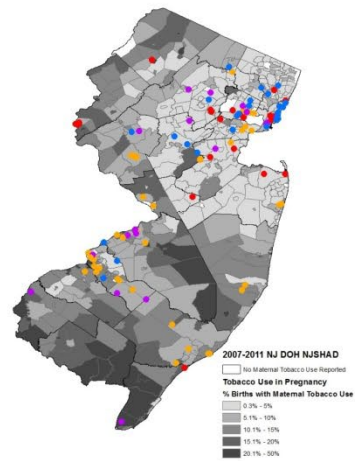 2007-2011 NJ DOH NJSHAD
No Maternal Tobacco Use Reported
Tobacco Use in Pregnancy
% Births with Maternal Tobacco Use
0.3% - 5%
5.1% - 10%
10.1% - 15%
15.1% - 20%
20.1% - 50%